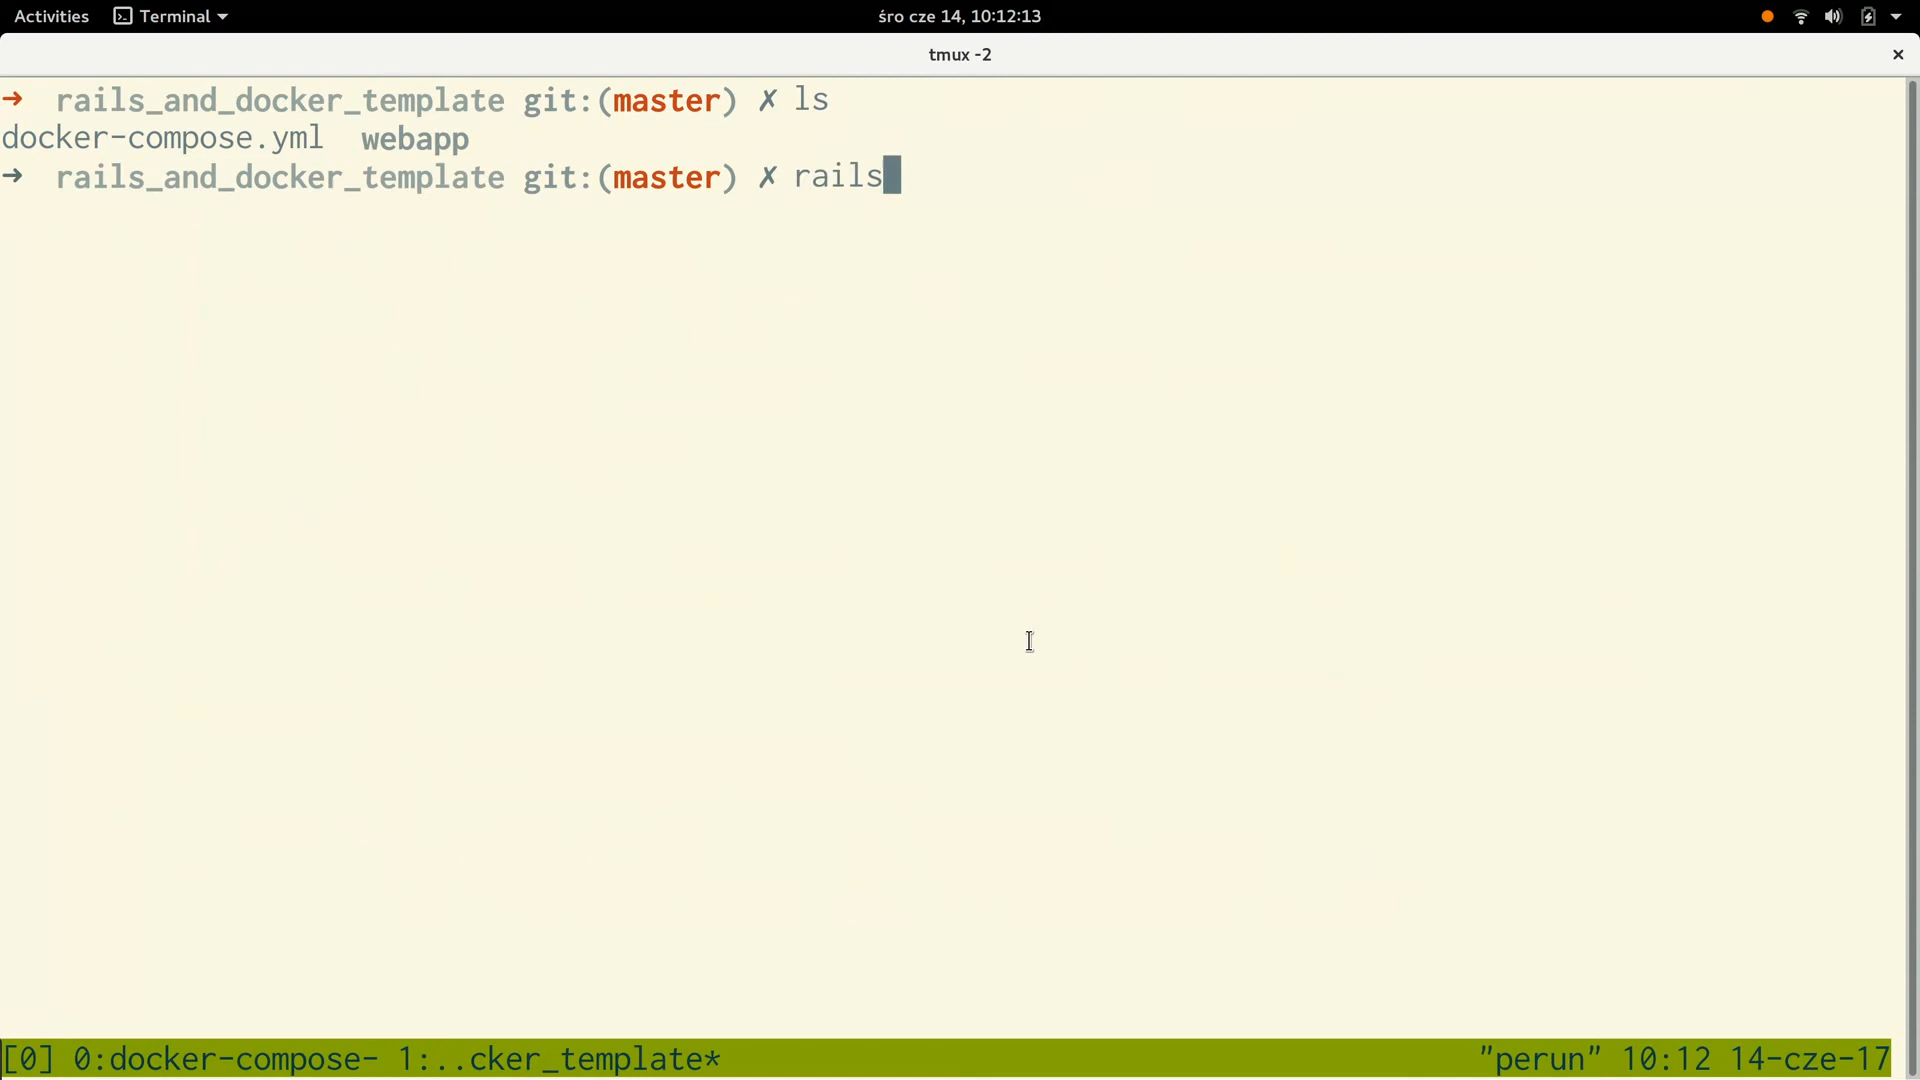 Activities Terminal śro cze 14, 10:12:13
tmux -2 ×
➜ rails_and_docker_template git:(master) ✗ ls
docker-compose.yml webapp
➜ rails_and_docker_template git:(master) ✗ rails
[0] 0:docker-compose- 1:..cker_template* "perun" 10:12 14-cze-17